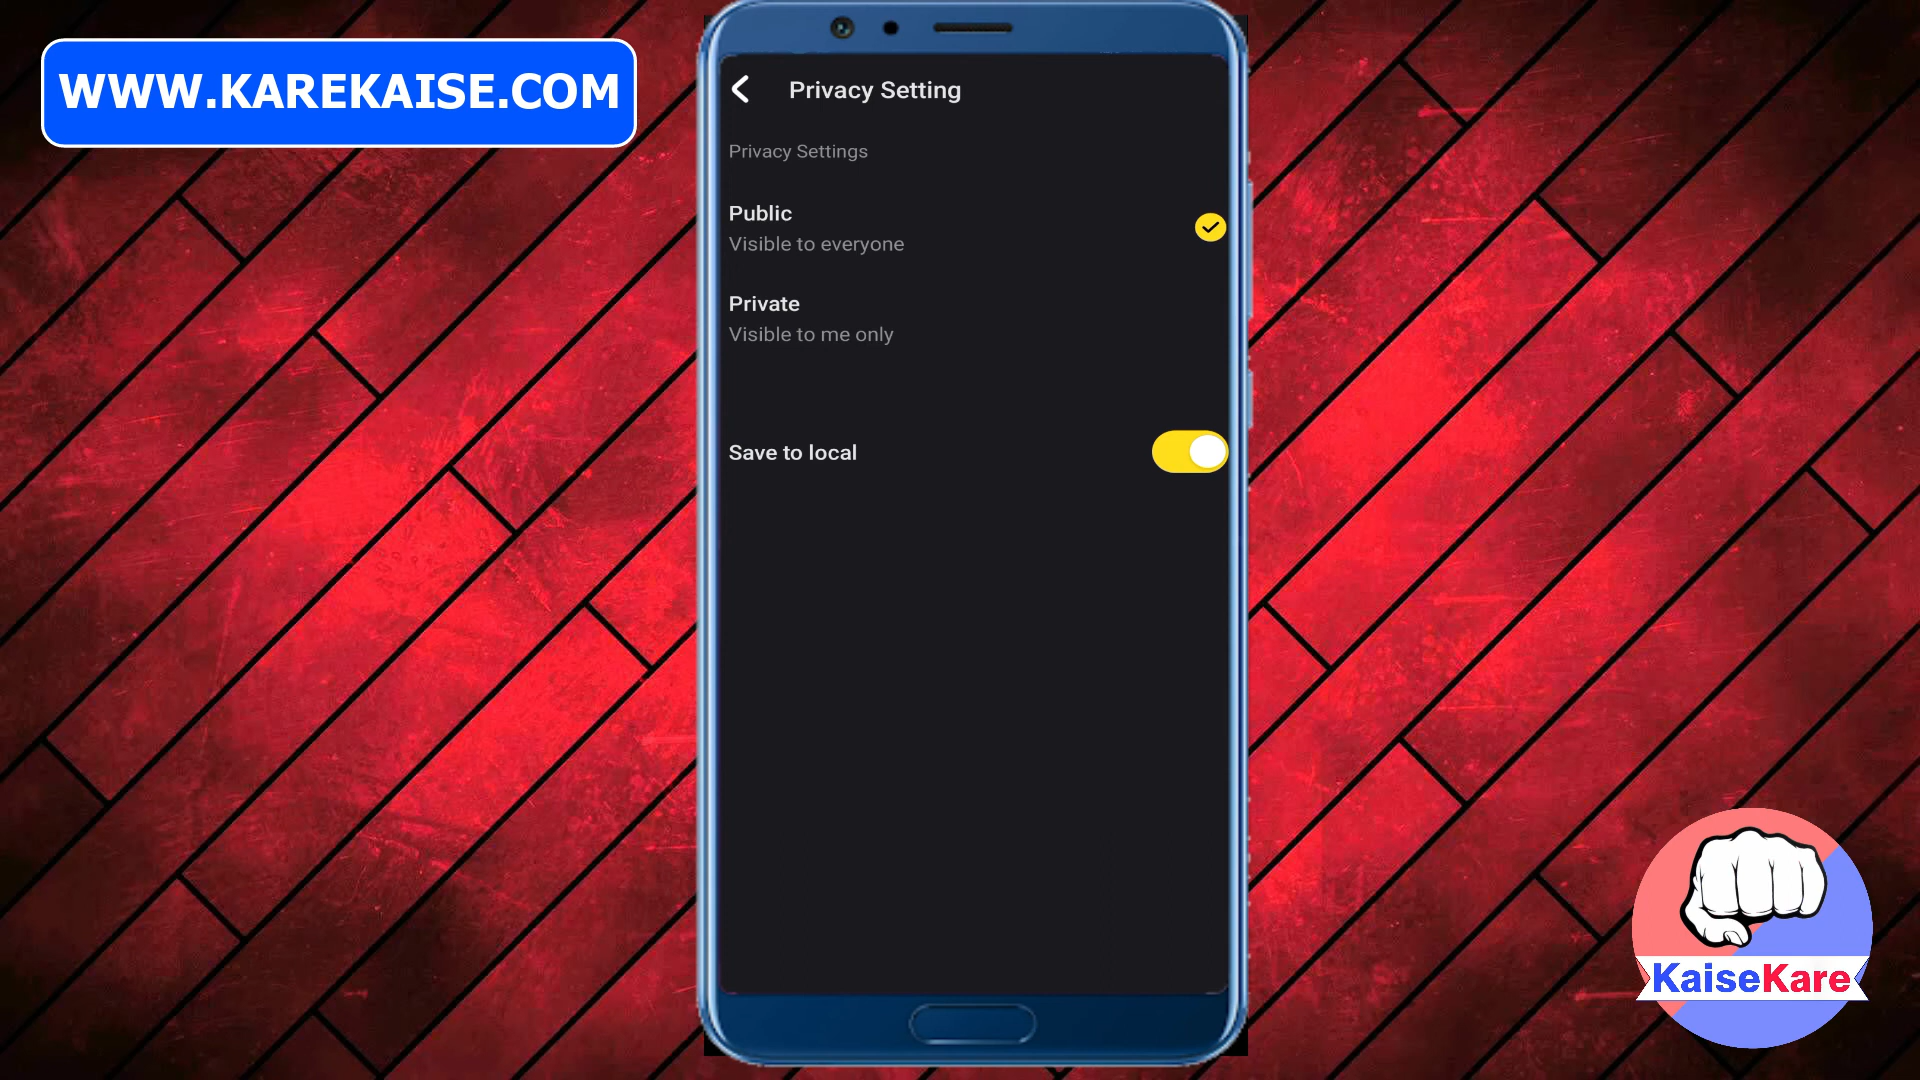 WWW.KAREKAISE.COM
Privacy Setting
Privacy Settings
Public
Visible to everyone
Private
Visible to me only
Save to local
KaiseKare